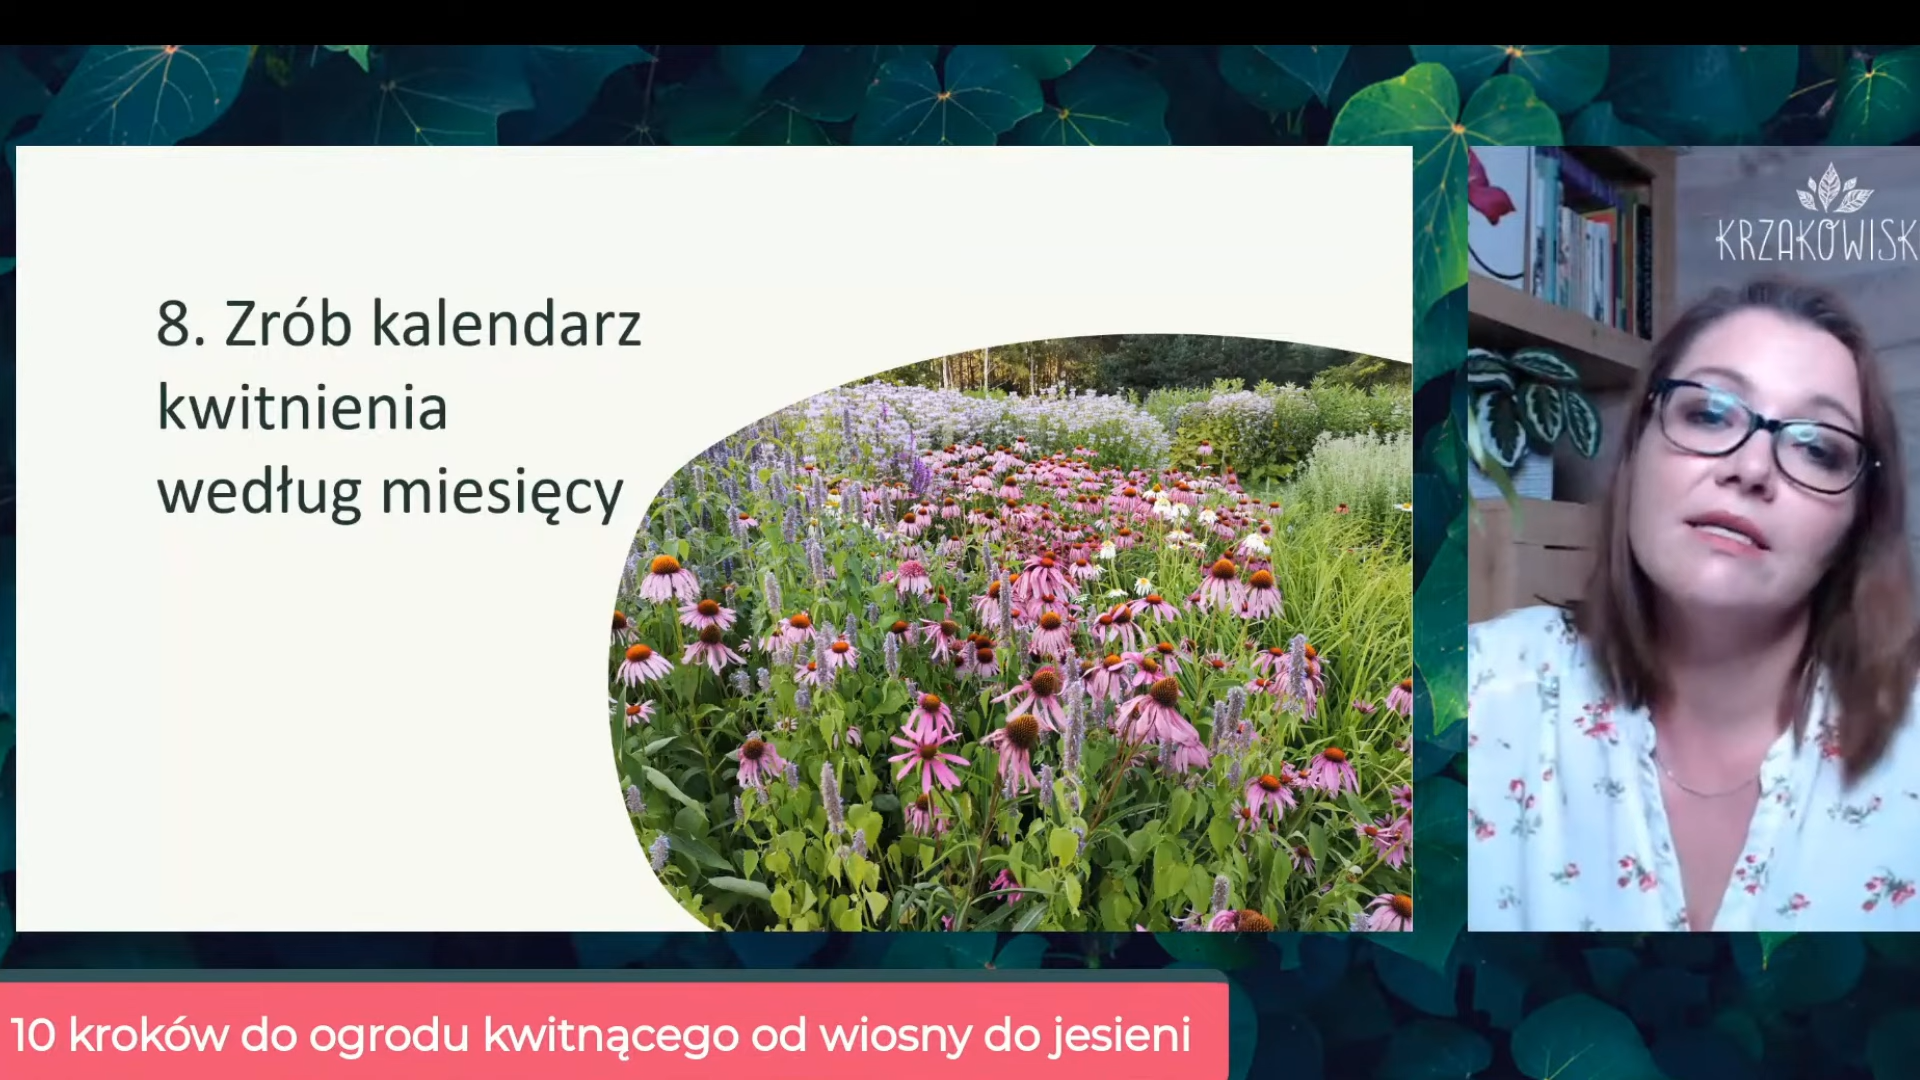 KRZAKOWISK
8. Zrób kalendarz
kwitnienia
według miesięcy
10 kroków do ogrodu kwitnącego od wiosny do jesieni